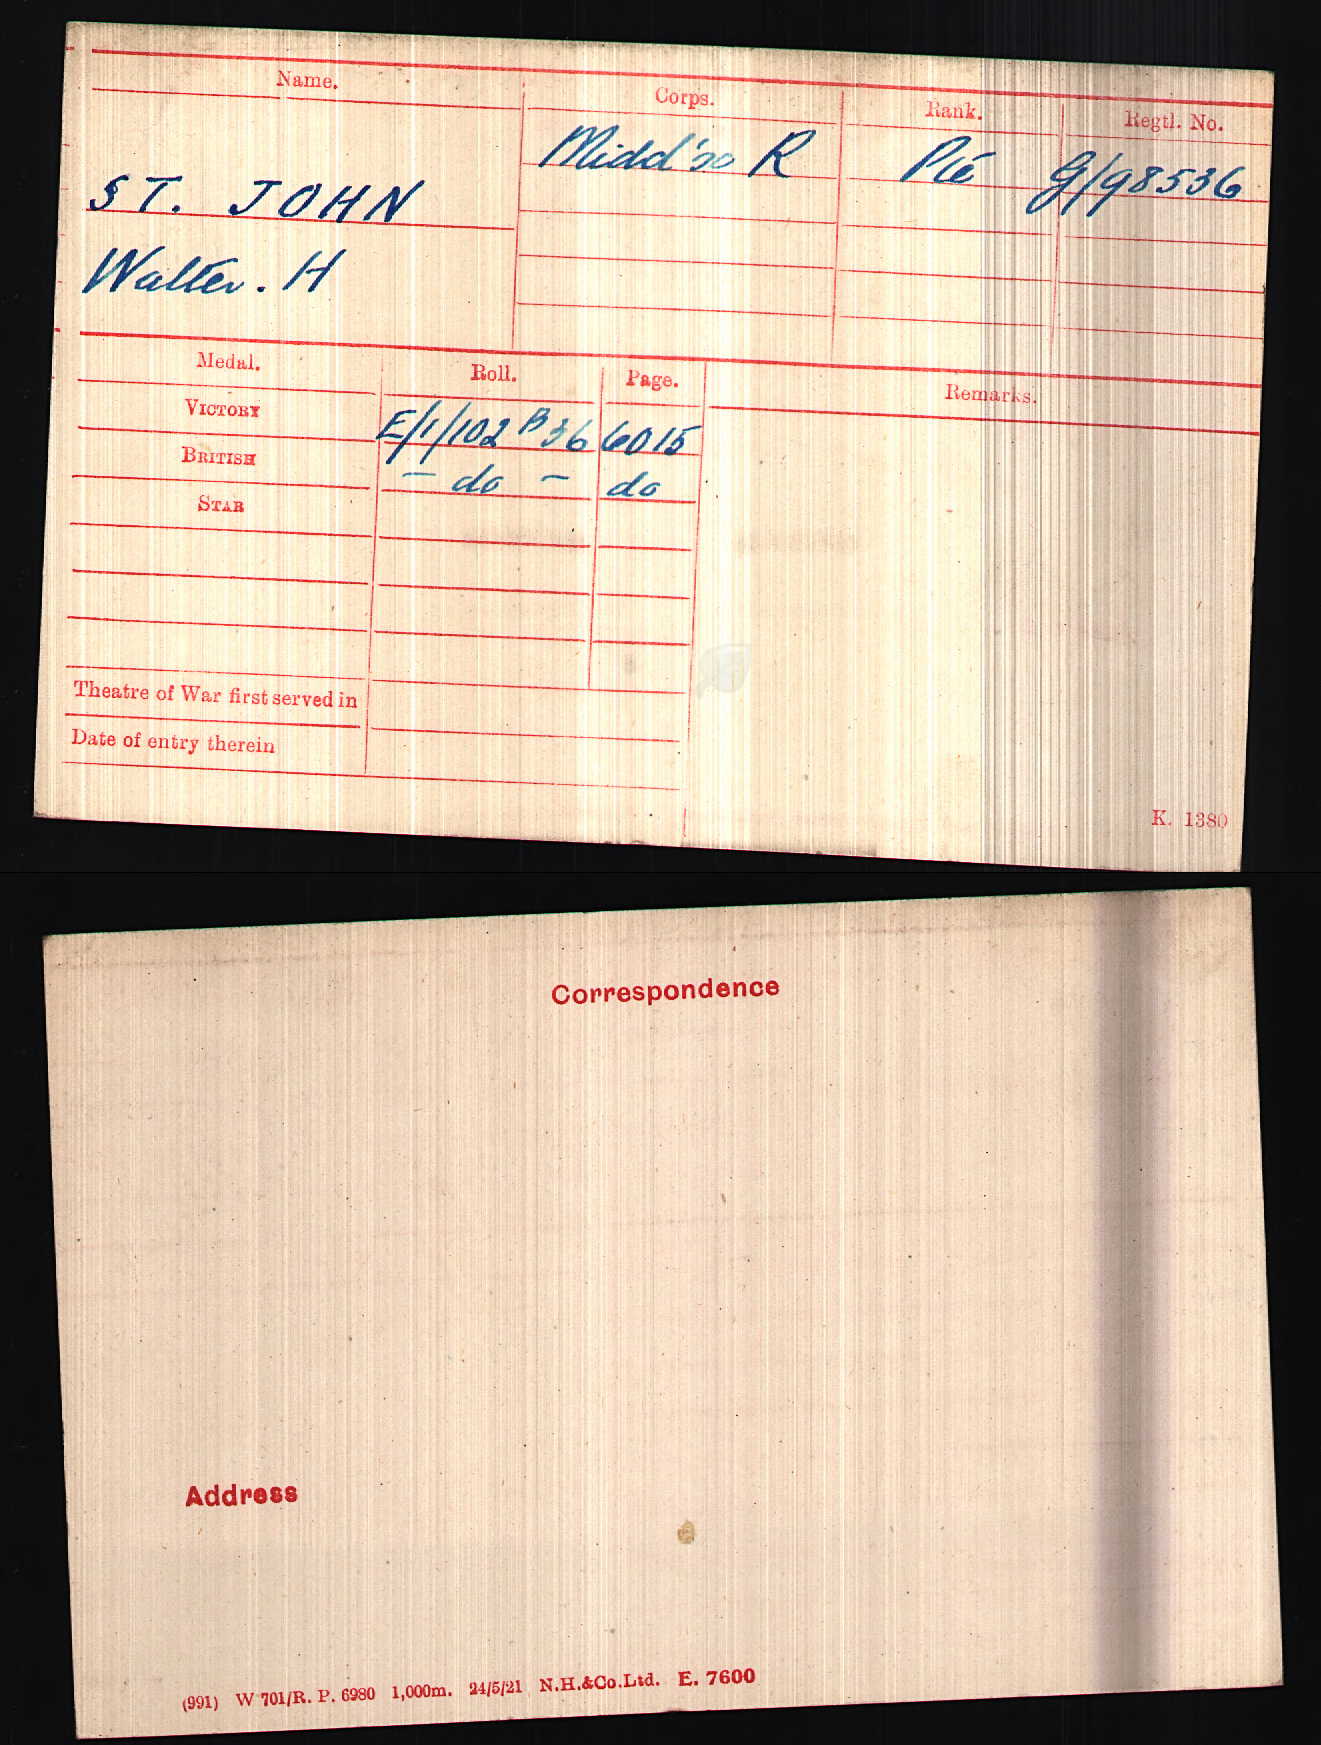 Name. Corps. Rank. Regtl. No.
Midd'sx R Pte G/98536
ST. JOHN
Walter. H
Medal. Roll. Page. Remarks.
VICTORY E/1/102 B 36 6015
BRITISH – do – do
STAR
Theatre of War first served in
Date of entry therein
K. 1380
Correspondence
Address
(991) W 701/R. P. 6980 1,000m. 24/5/21 N.H.&Co.Ltd. E. 7600